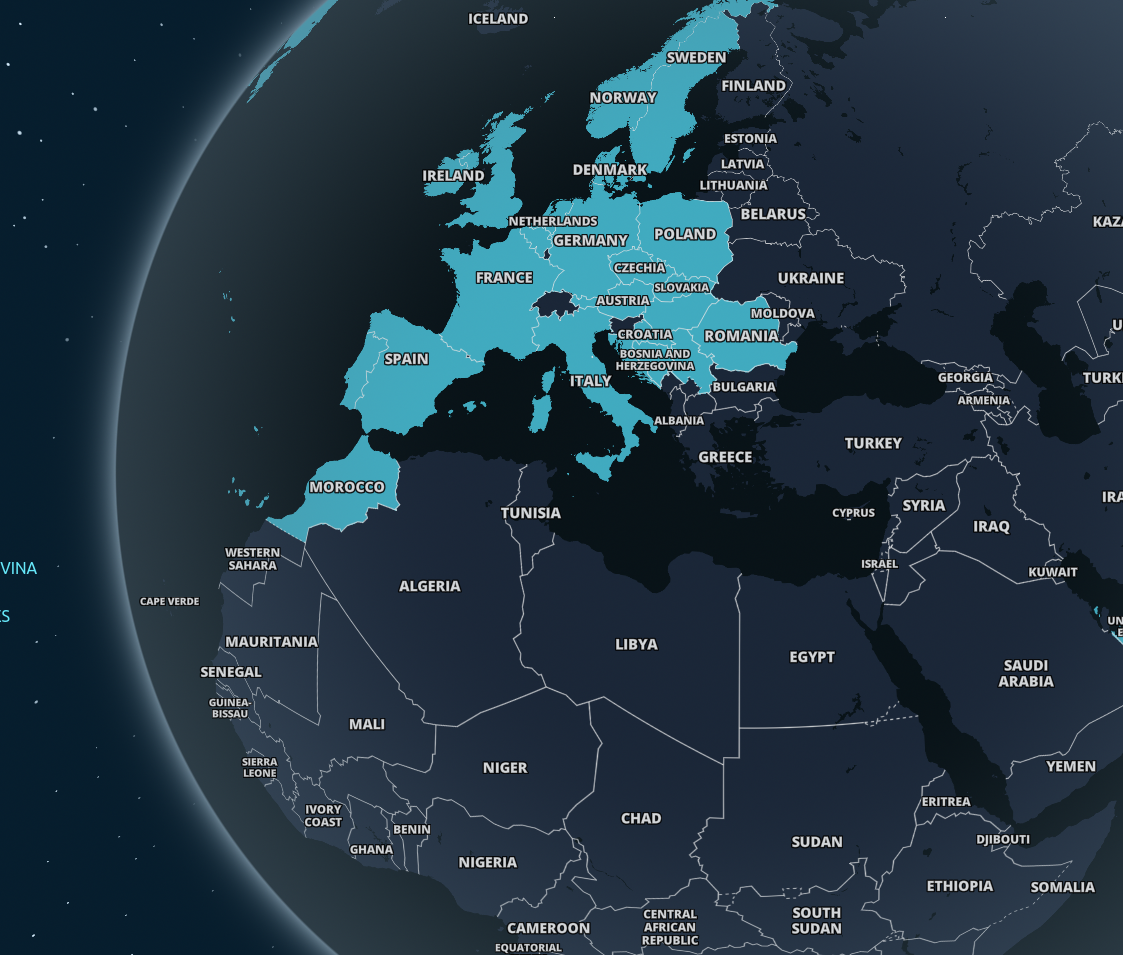 ICELAND
SWEDEN
FINLAND
NORWAY
ESTONIA
LATVIA
DENMARK
IRELAND
LITHUANIA
BELARUS
NETHERLANDS
KAZA
POLAND
GERMANY
CZECHIA
FRANCE
UKRAINE
SLOVAKIA
AUSTRIA
MOLDOVA
U
CROATIA
ROMANIA
BOSNIA AND
HERZEGOVINA
SPAIN
GEORGIA
TURKI
ITALY
BULGARIA
ARMENIA
ALBANIA
TURKEY
GREECE
MOROCCO
IRA
SYRIA
TUNISIA
CYPRUS
IRAQ
WESTERN
SAHARA
ISRAEL
VINA
KUWAIT
ALGERIA
CAPE VERDE
S
UN
E
MAURITANIA
LIBYA
EGYPT
SAUDI
ARABIA
SENEGAL
GUINEA-
BISSAU
MALI
SIERRA
LEONE
NIGER
YEMEN
ERITREA
IVORY
COAST
CHAD
BENIN
GHANA
SUDAN
DJIBOUTI
NIGERIA
ETHIOPIA
SOMALIA
CENTRAL
AFRICAN
REPUBLIC
SOUTH
SUDAN
CAMEROON
EQUATORIAL